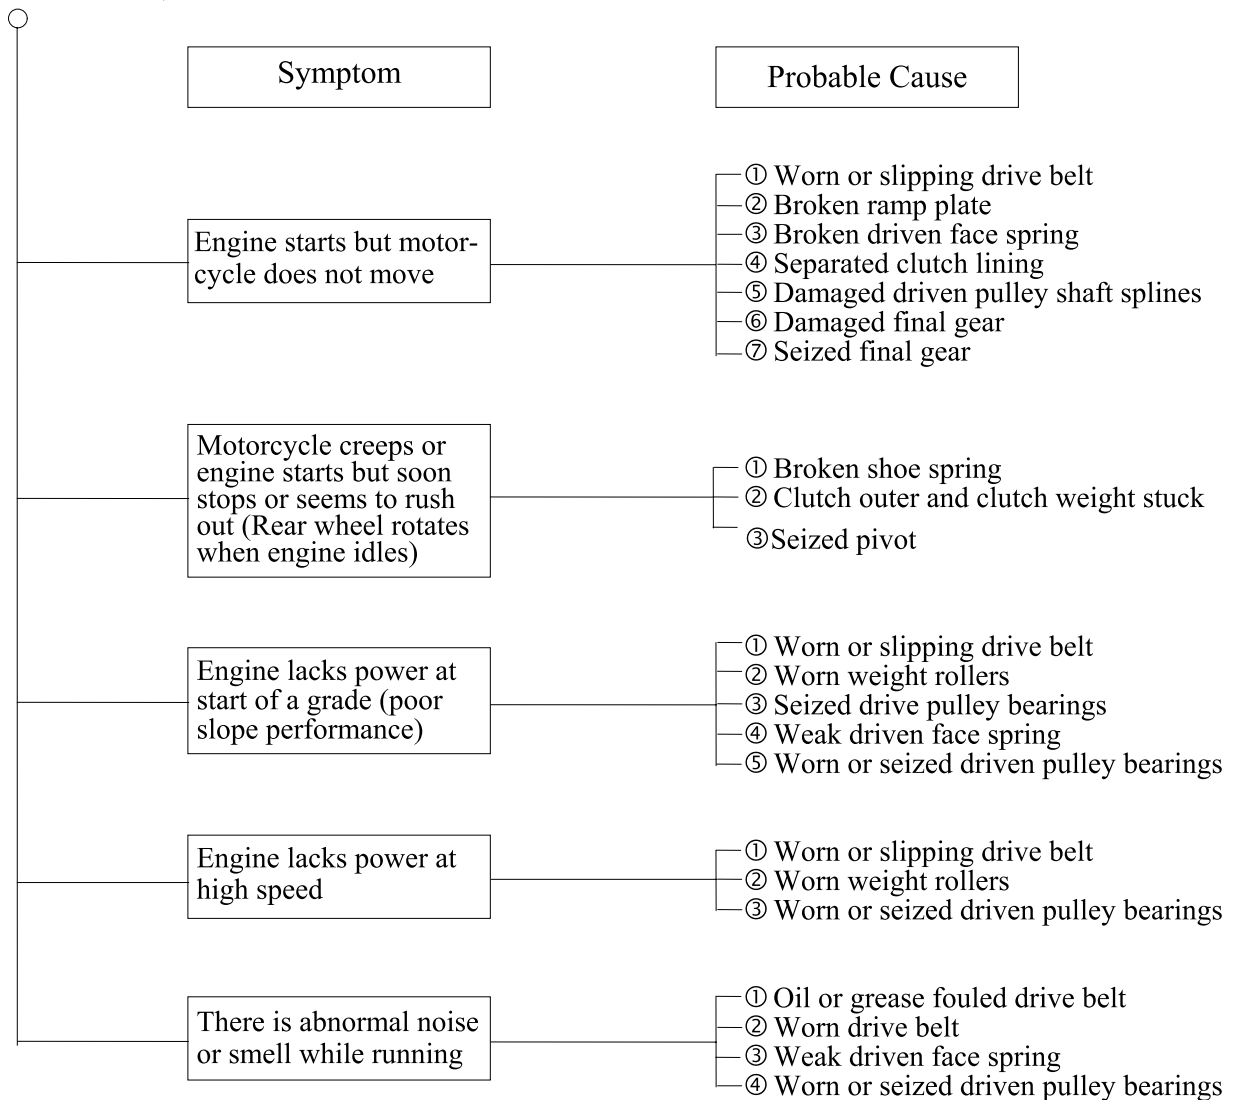 Symptom
Probable Cause
Engine starts but motor-
cycle does not move
① Worn or slipping drive belt
② Broken ramp plate
③ Broken driven face spring
④ Separated clutch lining
⑤ Damaged driven pulley shaft splines
⑥ Damaged final gear
⑦ Seized final gear
Motorcycle creeps or
engine starts but soon
stops or seems to rush
out (Rear wheel rotates
when engine idles)
① Broken shoe spring
② Clutch outer and clutch weight stuck
③Seized pivot
Engine lacks power at
start of a grade (poor
slope performance)
① Worn or slipping drive belt
② Worn weight rollers
③ Seized drive pulley bearings
④ Weak driven face spring
⑤ Worn or seized driven pulley bearings
Engine lacks power at
high speed
① Worn or slipping drive belt
② Worn weight rollers
③ Worn or seized driven pulley bearings
There is abnormal noise
or smell while running
① Oil or grease fouled drive belt
② Worn drive belt
③ Weak driven face spring
④ Worn or seized driven pulley bearings